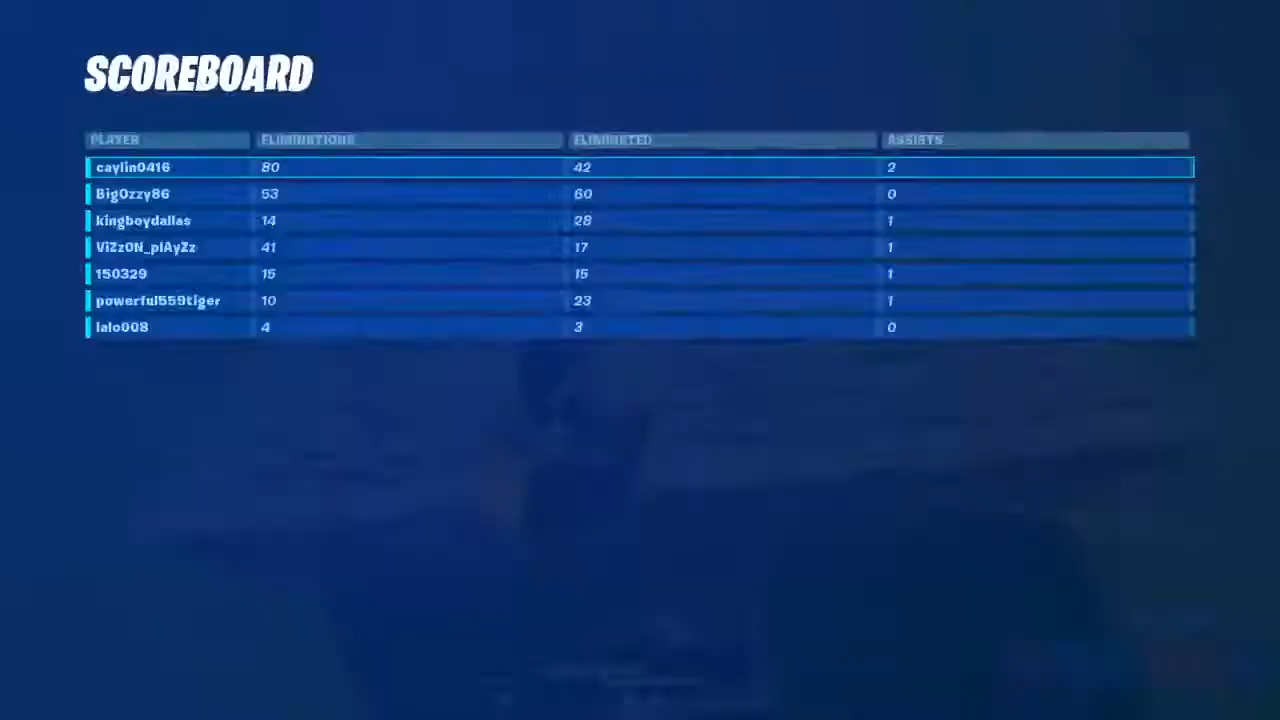 SCOREBOARD
PLAYER ELIMINATIONS ELIMINATED ASSISTS
caylin0416 80 42 2
BigOzzy86 53 60 0
kingboydallas 14 28 1
ViZzON_plAyZz 41 17 1
150329 15 15 1
powerful559tiger 10 23 1
lalo008 4 3 0